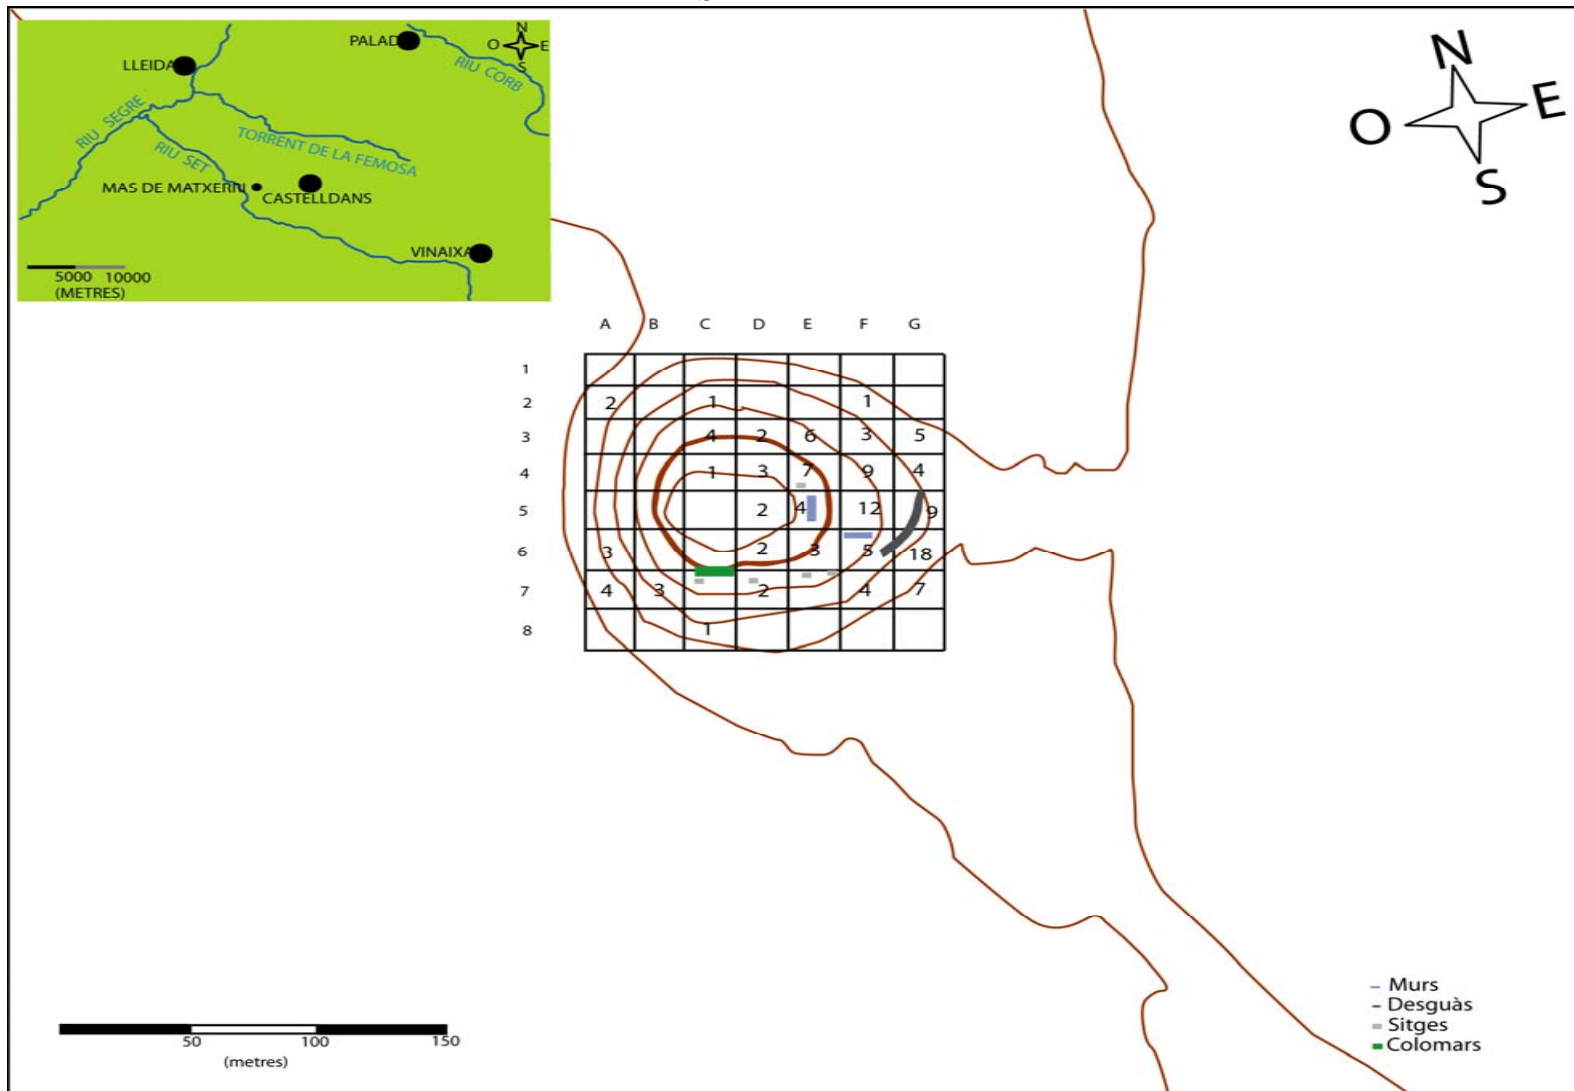 N
PALAD
O E
LLEIDA
S
RIU CORB
RIU SEGRE
TORRENT DE LA FEMOSA
RIU SET
MAS DE MATXERRI
CASTELLDANS
VINAIXA
5000 10000
(METRES)
N
O E
S
A B C D E F G
1
2 2 1 1
3 4 2 6 3 5
4 1 3 7 9 4
5 2 4 12 9
6 3 2 3 5 18
7 4 3 2 4 7
8 1
Murs
Desguàs
Sitges
Colomars
50 100 150
(metres)